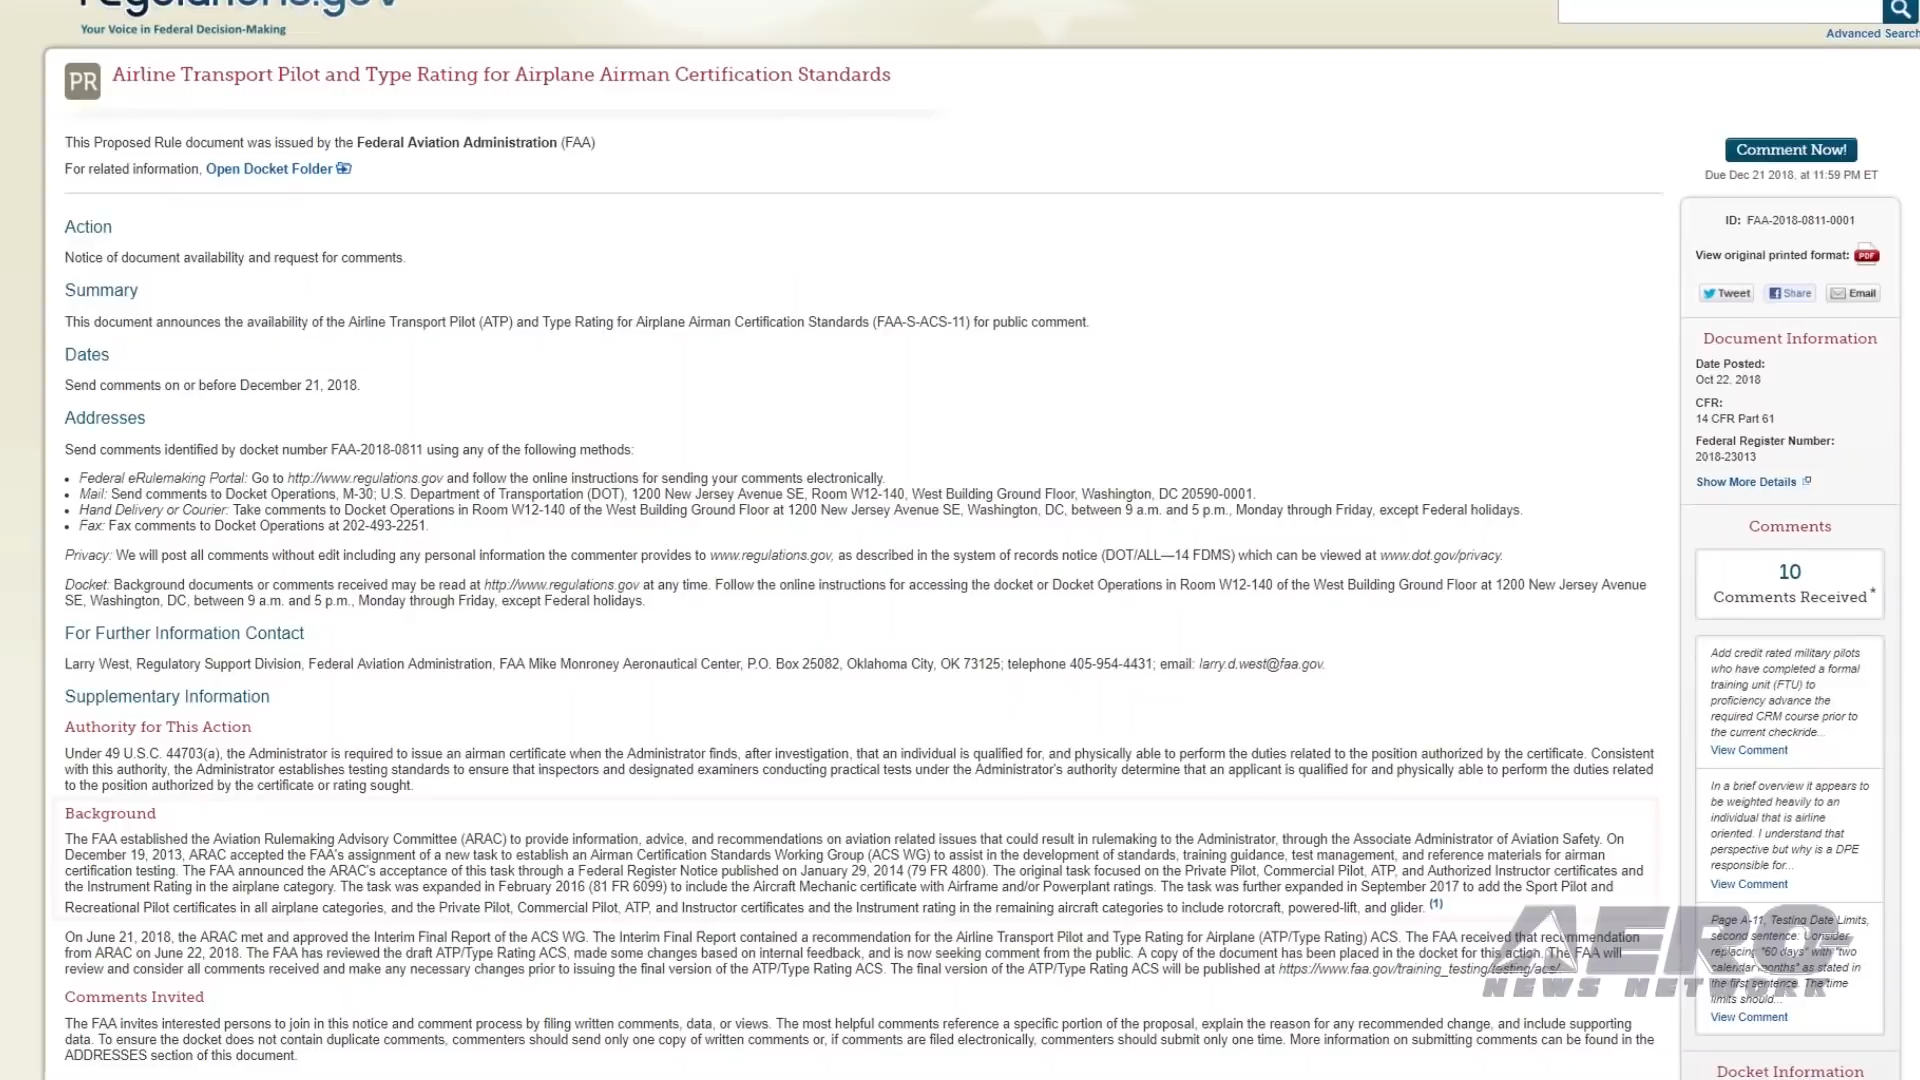 regulations.gov
Your Voice in Federal Decision-Making
Advanced Search
PR Airline Transport Pilot and Type Rating for Airplane Airman Certification Standards
This Proposed Rule document was issued by the Federal Aviation Administration (FAA)
For related information, Open Docket Folder
Action
Notice of document availability and request for comments.
Summary
This document announces the availability of the Airline Transport Pilot (ATP) and Type Rating for Airplane Airman Certification Standards (FAA-S-ACS-11) for public comment.
Dates
Send comments on or before December 21, 2018.
Addresses
Send comments identified by docket number FAA-2018-0811 using any of the following methods:
• Federal eRulemaking Portal: Go to http://www.regulations.gov and follow the online instructions for sending your comments electronically.
• Mail: Send comments to Docket Operations, M-30; U.S. Department of Transportation (DOT), 1200 New Jersey Avenue SE, Room W12-140, West Building Ground Floor, Washington, DC 20590-0001.
• Hand Delivery or Courier: Take comments to Docket Operations in Room W12-140 of the West Building Ground Floor at 1200 New Jersey Avenue SE, Washington, DC, between 9 a.m. and 5 p.m., Monday through Friday, except Federal holidays.
• Fax: Fax comments to Docket Operations at 202-493-2251.
Privacy: We will post all comments without edit including any personal information the commenter provides to www.regulations.gov, as described in the system of records notice (DOT/ALL—14 FDMS) which can be viewed at www.dot.gov/privacy.
Docket: Background documents or comments received may be read at http://www.regulations.gov at any time. Follow the online instructions for accessing the docket or Docket Operations in Room W12-140 of the West Building Ground Floor at 1200 New Jersey Avenue
SE, Washington, DC, between 9 a.m. and 5 p.m., Monday through Friday, except Federal holidays.
For Further Information Contact
Larry West, Regulatory Support Division, Federal Aviation Administration, FAA Mike Monroney Aeronautical Center, P.O. Box 25082, Oklahoma City, OK 73125; telephone 405-954-4431; email: larry.d.west@faa.gov.
Supplementary Information
Authority for This Action
Under 49 U.S.C. 44703(a), the Administrator is required to issue an airman certificate when the Administrator finds, after investigation, that an individual is qualified for, and physically able to perform the duties related to the position authorized by the certificate. Consistent
with this authority, the Administrator establishes testing standards to ensure that inspectors and designated examiners conducting practical tests under the Administrator's authority determine that an applicant is qualified for and physically able to perform the duties related
to the position authorized by the certificate or rating sought.
Background
The FAA established the Aviation Rulemaking Advisory Committee (ARAC) to provide information, advice, and recommendations on aviation related issues that could result in rulemaking to the Administrator, through the Associate Administrator of Aviation Safety. On
December 19, 2013, ARAC accepted the FAA's assignment of a new task to establish an Airman Certification Standards Working Group (ACS WG) to assist in the development of standards, training guidance, test management, and reference materials for airman
certification testing. The FAA announced the ARAC's acceptance of this task through a Federal Register Notice published on January 29, 2014 (79 FR 4800). The original task focused on the Private Pilot, Commercial Pilot, ATP, and Authorized Instructor certificates and
the Instrument Rating in the airplane category. The task was expanded in February 2016 (81 FR 6099) to include the Aircraft Mechanic certificate with Airframe and/or Powerplant ratings. The task was further expanded in September 2017 to add the Sport Pilot and
Recreational Pilot certificates in all airplane categories, and the Private Pilot, Commercial Pilot, ATP, and Instructor certificates and the Instrument rating in the remaining aircraft categories to include rotorcraft, powered-lift, and glider. (1)
On June 21, 2018, the ARAC met and approved the Interim Final Report of the ACS WG. The Interim Final Report contained a recommendation for the Airline Transport Pilot and Type Rating for Airplane (ATP/Type Rating) ACS. The FAA received that recommendation
from ARAC on June 22, 2018. The FAA has reviewed the draft ATP/Type Rating ACS, made some changes based on internal feedback, and is now seeking comment from the public. A copy of the document has been placed in the docket for this action. The FAA will
review and consider all comments received and make any necessary changes prior to issuing the final version of the ATP/Type Rating ACS. The final version of the ATP/Type Rating ACS will be published at https://www.faa.gov/training_testing/testing/acs/.
Comments Invited
The FAA invites interested persons to join in this notice and comment process by filing written comments, data, or views. The most helpful comments reference a specific portion of the proposal, explain the reason for any recommended change, and include supporting
data. To ensure the docket does not contain duplicate comments, commenters should send only one copy of written comments or, if comments are filed electronically, commenters should submit only one time. More information on submitting comments can be found in the
ADDRESSES section of this document.
Comment Now!
Due Dec 21 2018, at 11:59 PM ET
ID: FAA-2018-0811-0001
View original printed format: PDF
Tweet Share Email
Document Information
Date Posted:
Oct 22, 2018
CFR:
14 CFR Part 61
Federal Register Number:
2018-23013
Show More Details
Comments
10
Comments Received *
Add credit rated military pilots
who have completed a formal
training unit (FTU) to
proficiency advance the
required CRM course prior to
the current checkride...
View Comment
In a brief overview it appears to
be weighted heavily to an
individual that is airline
oriented. I understand that
perspective but why is a DPE
responsible for...
View Comment
Page A-11, Testing Date Limits,
second sentence: Consider
replacing "60 days" with "two
calendar months" as stated in
the first sentence. The time
limits should...
View Comment
Docket Information
AERO
NEWS NETWORK